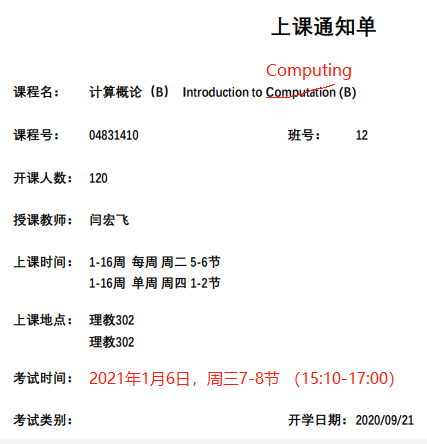 上课通知单
Computing
课程名： 计算概论（B） Introduction to Computation (B)
课程号： 04831410 班号： 12
开课人数： 120
授课教师： 闫宏飞
上课时间： 1-16周 每周 周二 5-6节
1-16周 单周 周四 1-2节
上课地点： 理教302
理教302
考试时间： 2021年1月6日，周三7-8节 （15:10-17:00）
考试类别： 开学日期：2020/09/21